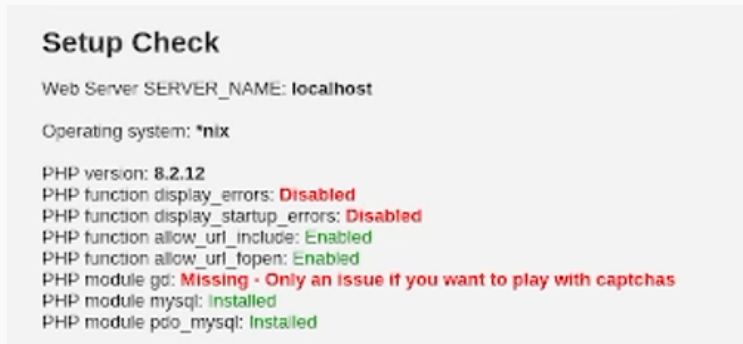 Setup Check
Web Server SERVER_NAME: localhost
Operating system: *nix
PHP version: 8.2.12
PHP function display_errors: Disabled
PHP function display_startup_errors: Disabled
PHP function allow_url_include: Enabled
PHP function allow_url_fopen: Enabled
PHP module gd: Missing - Only an issue if you want to play with captchas
PHP module mysql: Installed
PHP module pdo_mysql: Installed